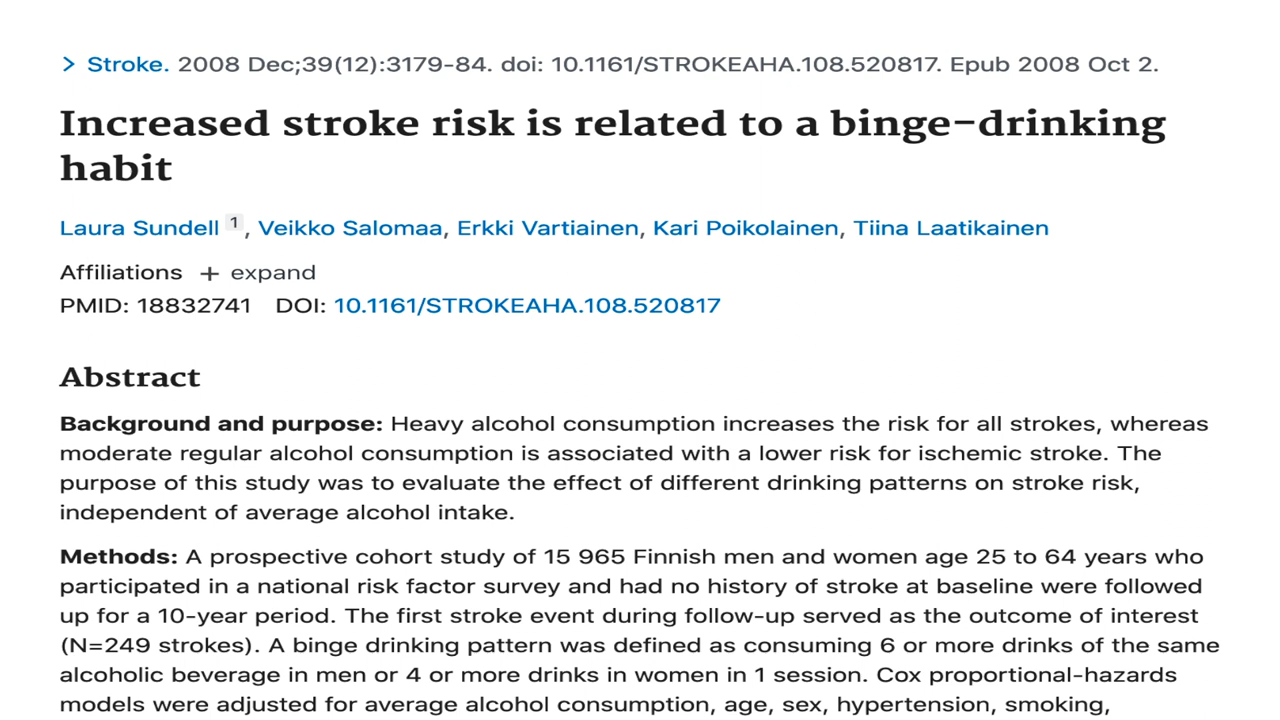 > Stroke. 2008 Dec;39(12):3179-84. doi: 10.1161/STROKEAHA.108.520817. Epub 2008 Oct 2.
Increased stroke risk is related to a binge-drinking
habit
Laura Sundell 1, Veikko Salomaa, Erkki Vartiainen, Kari Poikolainen, Tiina Laatikainen
Affiliations + expand
PMID: 18832741 DOI: 10.1161/STROKEAHA.108.520817
Abstract
Background and purpose: Heavy alcohol consumption increases the risk for all strokes, whereas
moderate regular alcohol consumption is associated with a lower risk for ischemic stroke. The
purpose of this study was to evaluate the effect of different drinking patterns on stroke risk,
independent of average alcohol intake.
Methods: A prospective cohort study of 15 965 Finnish men and women age 25 to 64 years who
participated in a national risk factor survey and had no history of stroke at baseline were followed
up for a 10-year period. The first stroke event during follow-up served as the outcome of interest
(N=249 strokes). A binge drinking pattern was defined as consuming 6 or more drinks of the same
alcoholic beverage in men or 4 or more drinks in women in 1 session. Cox proportional-hazards
models were adjusted for average alcohol consumption, age, sex, hypertension, smoking,